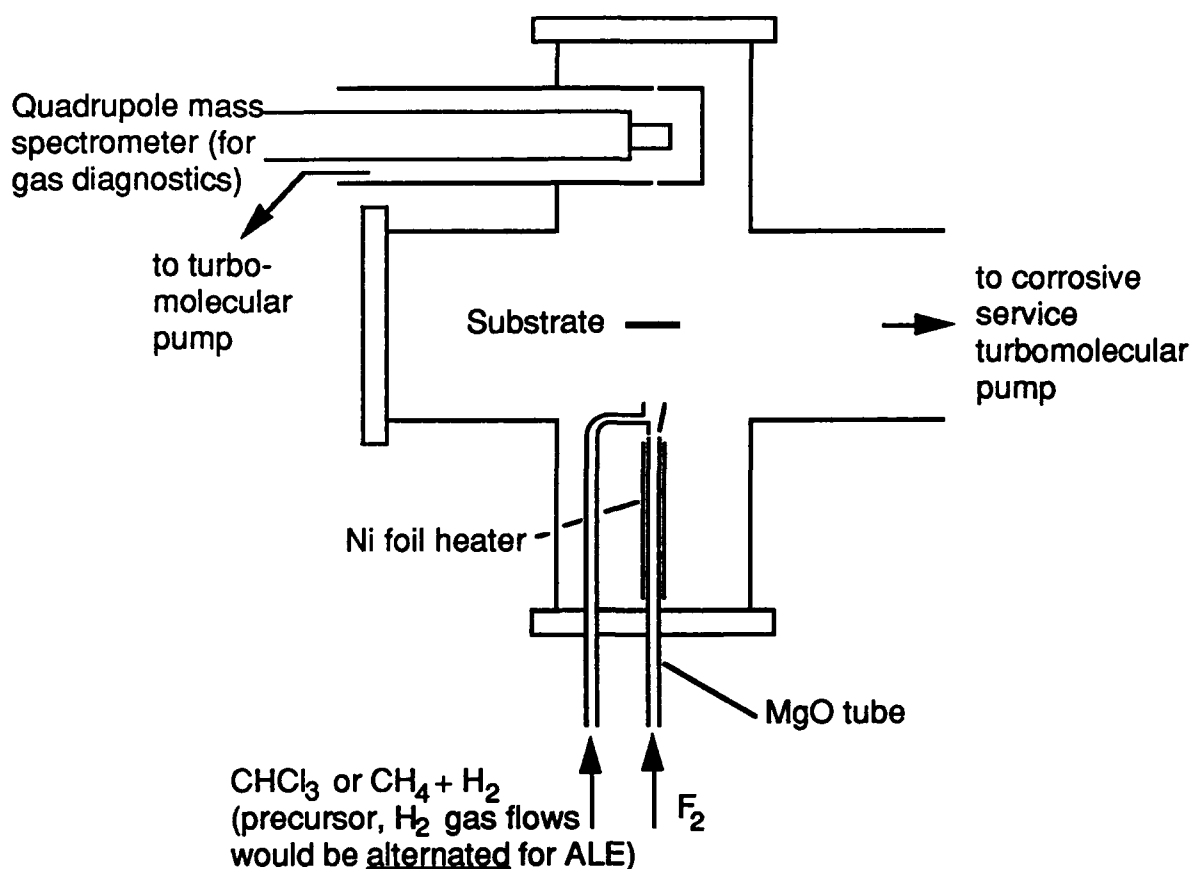 Quadrupole mass
spectrometer (for
gas diagnostics)
to turbo-
molecular
pump
Substrate
to corrosive
service
turbomolecular
pump
Ni foil heater
MgO tube
CHCl3 or CH4 + H2
(precursor, H2 gas flows
would be alternated for ALE)
F2